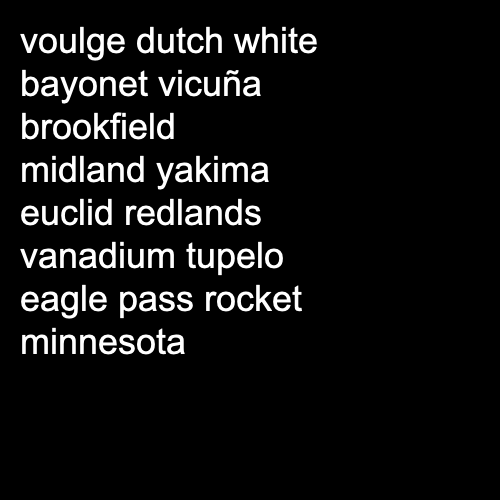 voulge dutch white
bayonet vicuña
brookfield
midland yakima
euclid redlands
vanadium tupelo
eagle pass rocket
minnesota